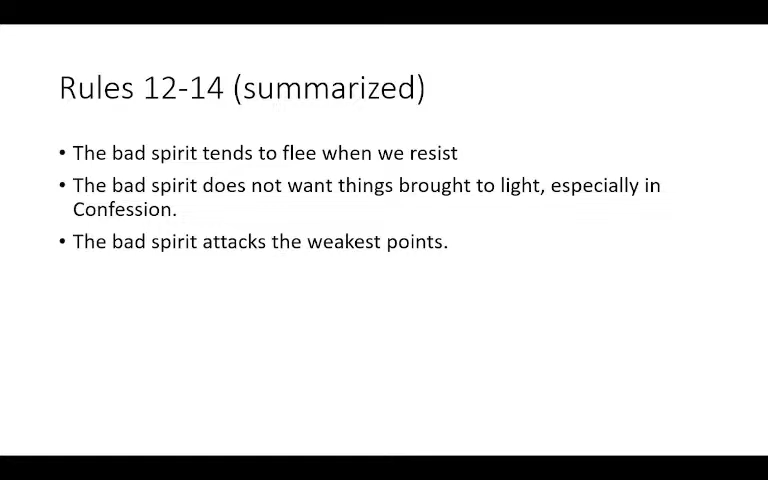 Rules 12-14 (summarized)
• The bad spirit tends to flee when we resist
• The bad spirit does not want things brought to light, especially in
Confession.
• The bad spirit attacks the weakest points.